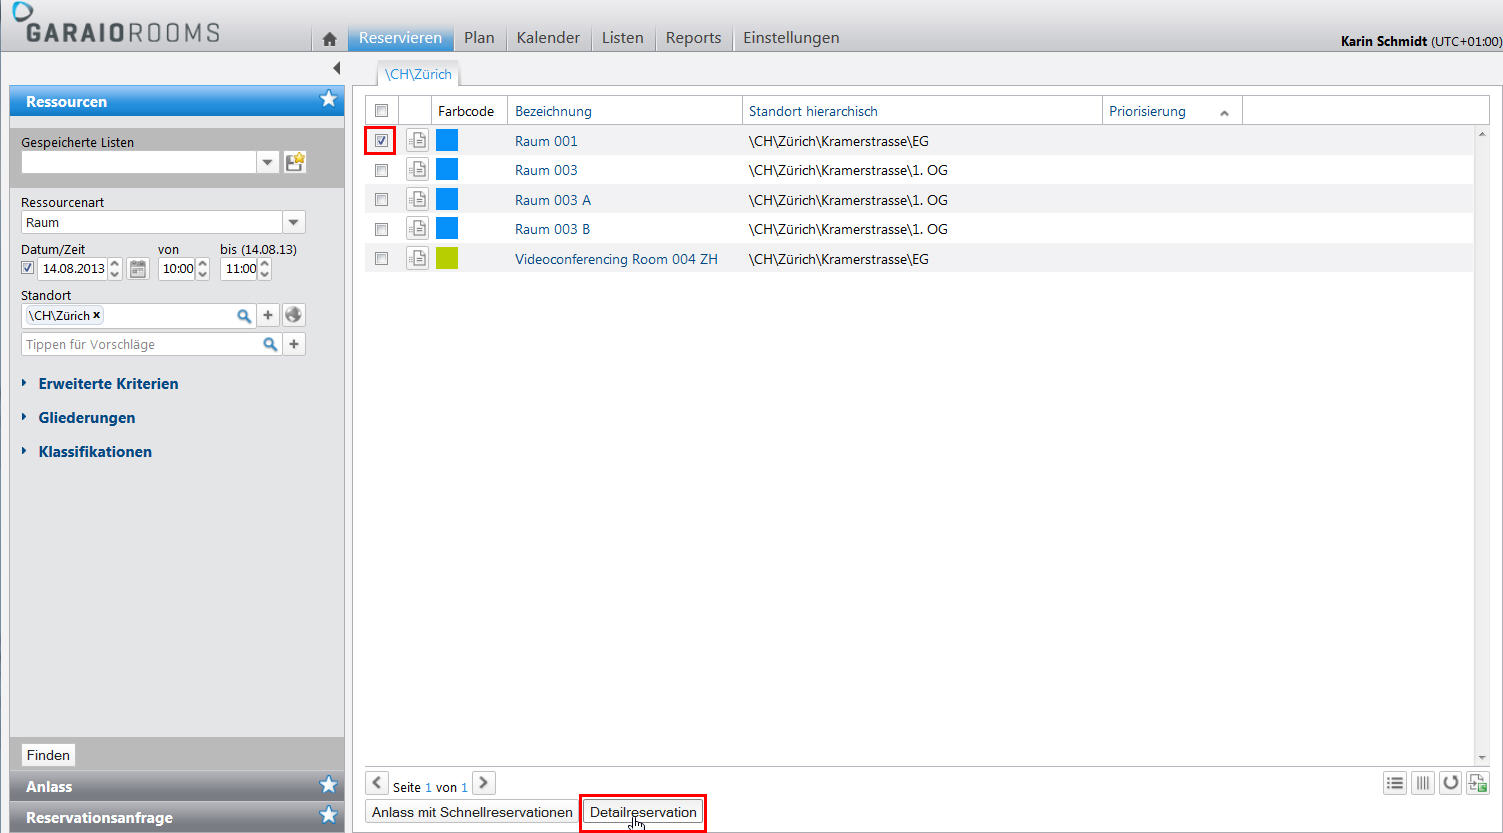 GARAIOROOMS
Reservieren Plan Kalender Listen Reports Einstellungen
Karin Schmidt (UTC+01:00)
\CH\Zürich
Ressourcen
Gespeicherte Listen
Ressourcenart
Raum
Datum/Zeit von bis (14.08.13)
14.08.2013 10:00 11:00
Standort
\CH\Zürich x
Tippen für Vorschläge
Erweiterte Kriterien
Gliederungen
Klassifikationen
Finden
Anlass
Reservationsanfrage
Farbcode Bezeichnung Standort hierarchisch Priorisierung
Raum 001 \CH\Zürich\Kramerstrasse\EG
Raum 003 \CH\Zürich\Kramerstrasse\1. OG
Raum 003 A \CH\Zürich\Kramerstrasse\1. OG
Raum 003 B \CH\Zürich\Kramerstrasse\1. OG
Videoconferencing Room 004 ZH \CH\Zürich\Kramerstrasse\EG
Seite 1 von 1
Anlass mit Schnellreservationen Detailreservation